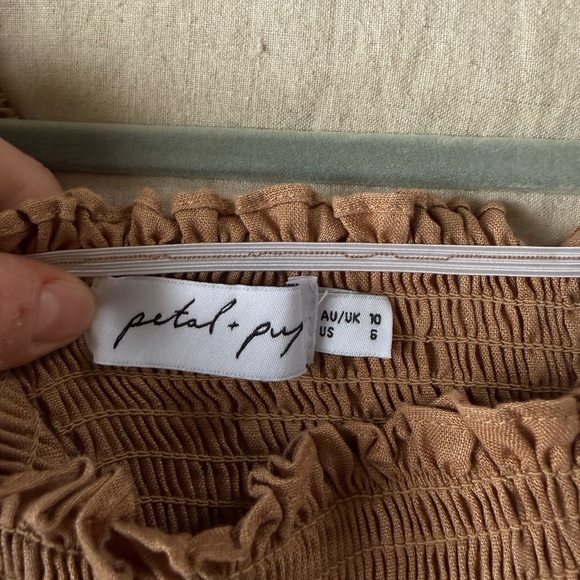 petal + pup
AU/UK 10
US 6